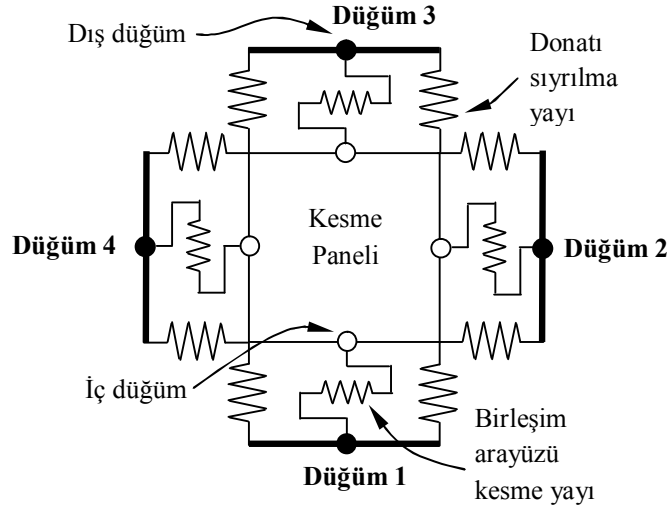 Düğüm 3
Dış düğüm
Donatı
sıyrılma
yayı
Kesme
Paneli
Düğüm 4
Düğüm 2
İç düğüm
Birleşim
arayüzü
kesme yayı
Düğüm 1